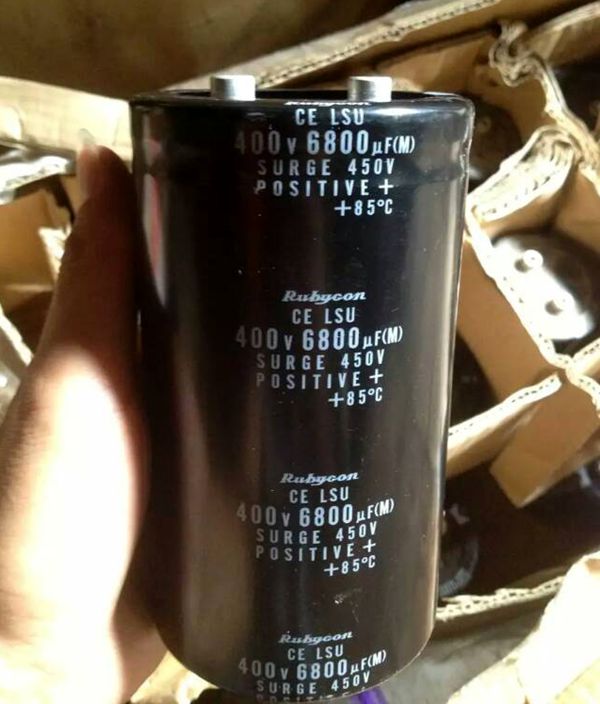 Rubycon
CE LSU
400V 6800μF(M)
SURGE 450V
POSITIVE +
+85°C
Rubycon
CE LSU
400V 6800μF(M)
SURGE 450V
POSITIVE +
+85°C
Rubycon
CE LSU
400V 6800μF(M)
SURGE 450V
POSITIVE +
+85°C
Rubycon
CE LSU
400V 6800μF(M)
SURGE 450V